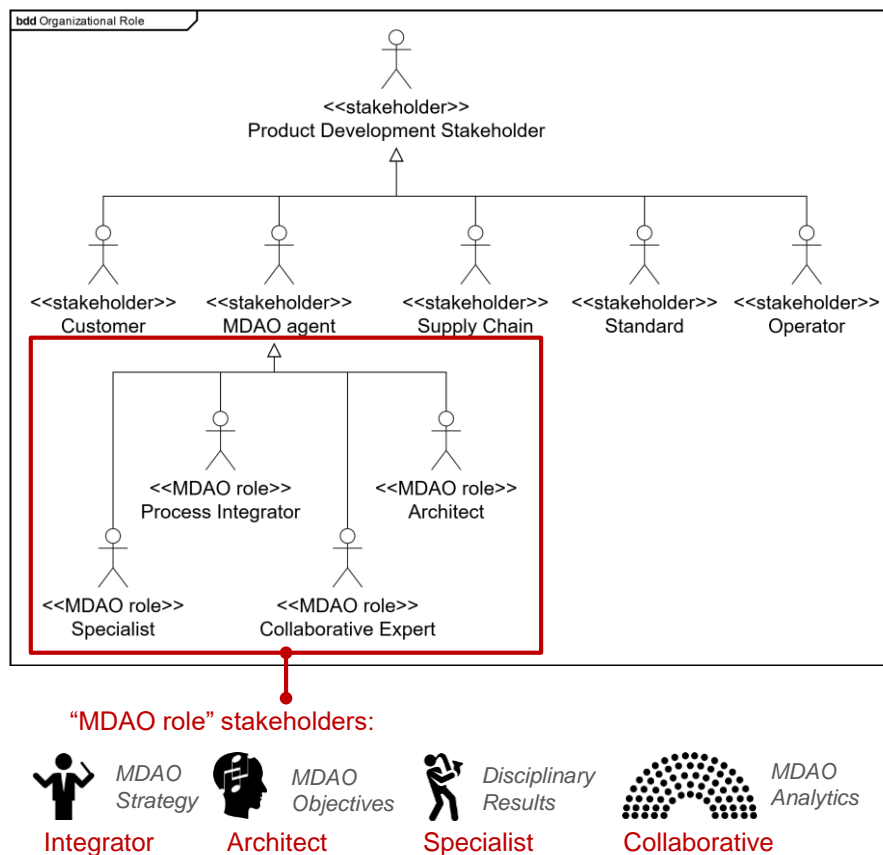 bdd Organizational Role
<<stakeholder>>
Product Development Stakeholder
<<stakeholder>> <<stakeholder>> <<stakeholder>> <<stakeholder>> <<stakeholder>>
Customer MDAO agent Supply Chain Standard Operator
<<MDAO role>> <<MDAO role>>
Process Integrator Architect
<<MDAO role>> <<MDAO role>>
Specialist Collaborative Expert
“MDAO role” stakeholders:
MDAO MDAO Disciplinary MDAO
Strategy Objectives Results Analytics
Integrator Architect Specialist Collaborative